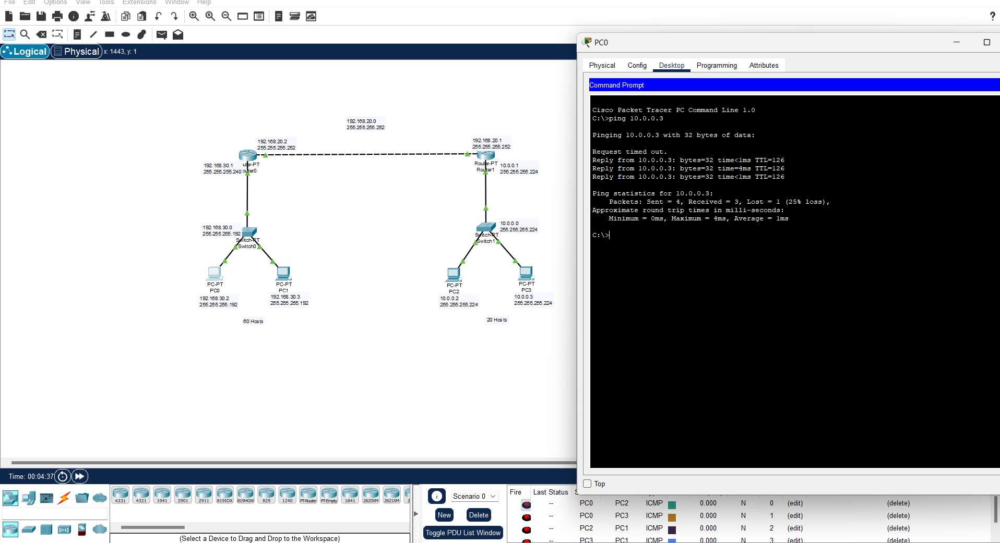 File Edit Options View Tools Extensions Window Help
?
Logical Physical x: 1443, y: 1
192.168.20.0
255.255.255.252
192.168.20.2
255.255.255.252
192.168.20.1
255.255.255.252
192.168.30.1
255.255.255.240
uter-PT
outer0
Router-PT
Router1
10.0.0.1
255.255.255.224
192.168.30.0
255.255.255.192
Switch-PT
Switch0
10.0.0.0
255.255.255.224
Switch-PT
Switch1
PC-PT
PC0
192.168.30.2
255.255.255.192
PC-PT
PC1
192.168.30.3
255.255.255.192
PC-PT
PC2
10.0.0.2
255.255.255.224
PC-PT
PC3
10.0.0.3
255.255.255.224
60 Hosts
20 Hosts
PC0
Physical Config Desktop Programming Attributes
Command Prompt
Cisco Packet Tracer PC Command Line 1.0
C:\>ping 10.0.0.3
Pinging 10.0.0.3 with 32 bytes of data:
Request timed out.
Reply from 10.0.0.3: bytes=32 time<1ms TTL=126
Reply from 10.0.0.3: bytes=32 time=4ms TTL=126
Reply from 10.0.0.3: bytes=32 time<1ms TTL=126
Ping statistics for 10.0.0.3:
Packets: Sent = 4, Received = 3, Lost = 1 (25% loss),
Approximate round trip times in milli-seconds:
Minimum = 0ms, Maximum = 4ms, Average = 1ms
C:\>
Top
Time: 00:04:37
4331 4321 1941 2901 2911 819IOX 819HGW 829 1240 PT-Router PT-Empty 1841 2620XM 2621XM 2
(Select a Device to Drag and Drop to the Workspace)
Scenario 0
New Delete
Toggle PDU List Window
Fire Last Status S
-- PC0 PC2 ICMP 0.000 N 0 (edit) (delete)
-- PC0 PC3 ICMP 0.000 N 1 (edit) (delete)
-- PC2 PC1 ICMP 0.000 N 2 (edit) (delete)
-- PC3 PC1 ICMP 0.000 N 3 (edit) (delete)